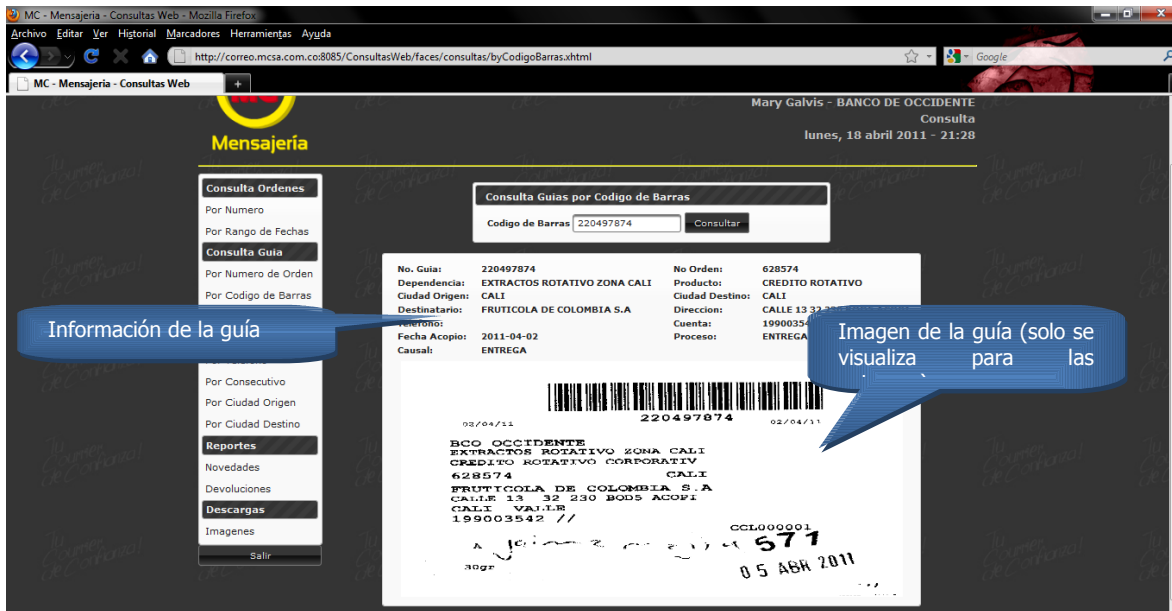 MC - Mensajeria - Consultas Web - Mozilla Firefox
Archivo Editar Ver Historial Marcadores Herramientas Ayuda
http://correo.mcsa.com.co:8085/ConsultasWeb/faces/consultas/byCodigoBarras.xhtml
Google
MC - Mensajeria - Consultas Web
Mensajería
Mary Galvis - BANCO DE OCCIDENTE
Consulta
lunes, 18 abril 2011 - 21:28
Consulta Ordenes
Por Numero
Por Rango de Fechas
Consulta Guia
Por Numero de Orden
Por Codigo de Barras
Por Consecutivo
Por Ciudad Origen
Por Ciudad Destino
Reportes
Novedades
Devoluciones
Descargas
Imagenes
Salir
Consulta Guias por Codigo de Barras
Codigo de Barras 220497874 Consultar
No. Guia: 220497874 No Orden: 628574
Dependencia: EXTRACTOS ROTATIVO ZONA CALI Producto: CREDITO ROTATIVO
Ciudad Origen: CALI Ciudad Destino: CALI
Destinatario: FRUTICOLA DE COLOMBIA S.A Direccion: CALLE 13 32
Telefono: Cuenta: 1990035
Fecha Acopio: 2011-04-02 Proceso: ENTREGA
Causal: ENTREGA
Información de la guía
Imagen de la guía (solo se
visualiza para las
220497874
02/04/11 02/04/11
BCO OCCIDENTE
EXTRACTOS ROTATIVO ZONA CALI
CREDITO ROTATIVO CORPORATIV
628574 CALI
FRUTICOLA DE COLOMBIA S.A
CALLE 13 32 230 BOD5 ACOPI
CALI VALLE
199003542 //
CCL000001
571
30gr
05 ABR 2011